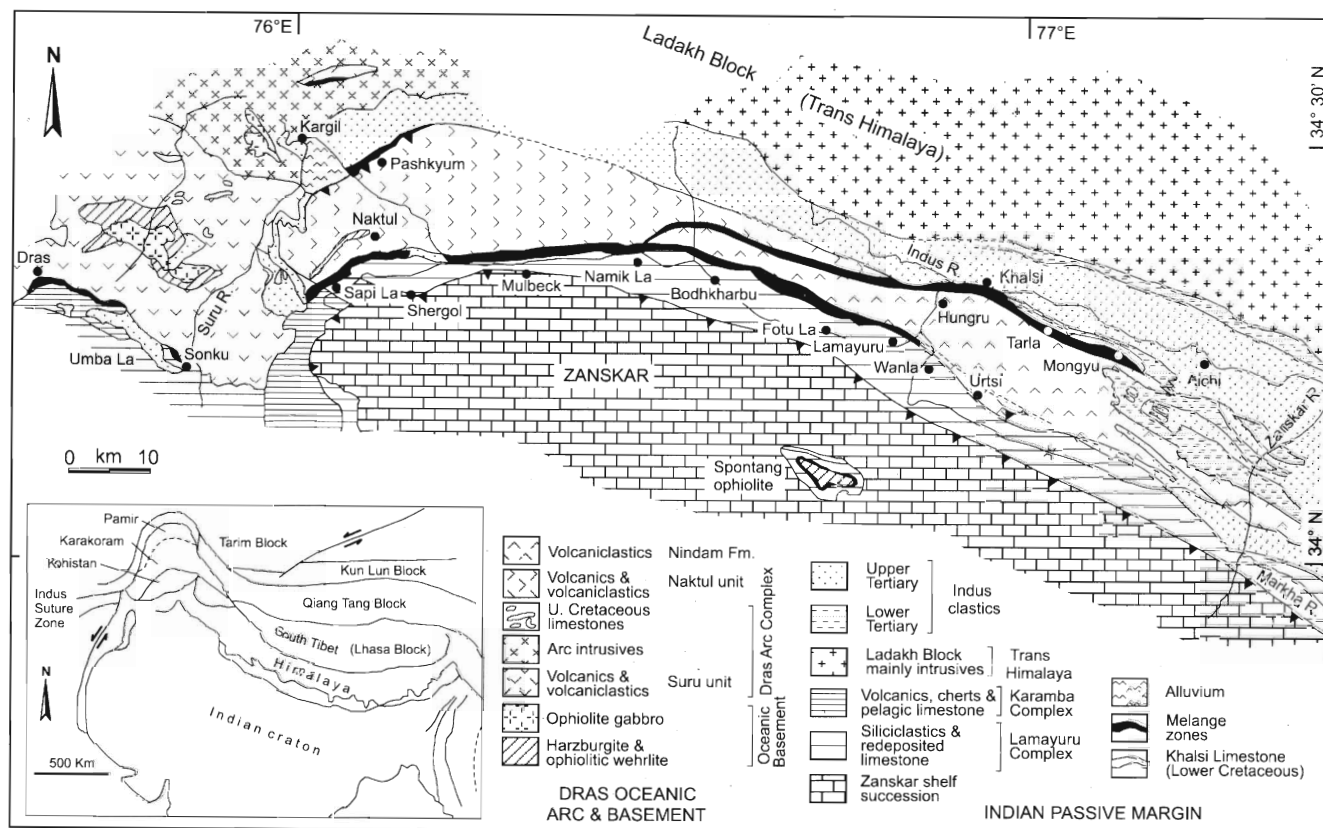 76°E
77°E
N
Ladakh Block
(Trans Himalaya)
34° 30' N
Kargil
Pashkyum
Naktul
Dras
Suru R.
Sapi La
Shergol
Mulbeck
Namik La
Bodhkharbu
Indus R.
Khalsi
Hungru
Fotu La
Lamayuru
Tarla
Mongyu
Umba La
Sonku
Wanla
Urtsi
Aichi
ZANSKAR
Zanskar R.
0 km 10
Spontang
ophiolite
34° N
Markha R.
Pamir
Karakoram
Kohistan
Tarim Block
Kun Lun Block
Indus
Suture
Zone
Qiang Tang Block
South Tibet (Lhasa Block)
Himalaya
N
Indian craton
500 Km
Volcaniclastics Nindam Fm.
Volcanics &
volcaniclastics Naktul unit
U. Cretaceous
limestones
Arc intrusives
Volcanics &
volcaniclastics Suru unit
Dras Arc Complex
Ophiolite gabbro
Harzburgite &
ophiolitic wehrlite
Oceanic
Basement
DRAS OCEANIC
ARC & BASEMENT
Upper
Tertiary
Lower
Tertiary
Indus
clastics
Ladakh Block
mainly intrusives
Trans
Himalaya
Volcanics, cherts &
pelagic limestone
Karamba
Complex
Siliciclastics &
redeposited
limestone
Lamayuru
Complex
Zanskar shelf
succession
INDIAN PASSIVE MARGIN
Alluvium
Melange
zones
Khalsi Limestone
(Lower Cretaceous)